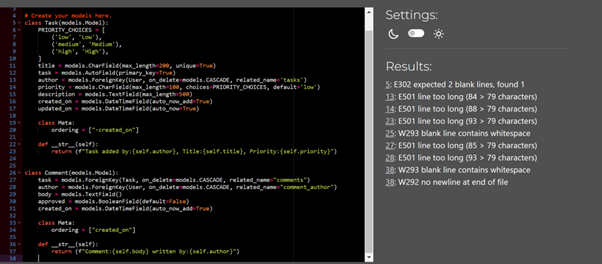 Settings:
Results:
5: E302 expected 2 blank lines, found 1
13: E501 line too long (84 > 79 characters)
14: E501 line too long (88 > 79 characters)
23: E501 line too long (93 > 79 characters)
25: W293 blank line contains whitespace
27: E501 line too long (85 > 79 characters)
28: E501 line too long (93 > 79 characters)
38: W293 blank line contains whitespace
38: W292 no newline at end of file
3
4 # Create your models here.
5 class Task(models.Model):
6 PRIORITY_CHOICES = [
7 ('low', 'Low'),
8 ('medium', 'Medium'),
9 ('high', 'High'),
10 ]
11 title = models.CharField(max_length=200, unique=True)
12 task = models.AutoField(primary_key=True)
13 author = models.ForeignKey(User, on_delete=models.CASCADE, related_name='tasks')
14 priority = models.CharField(max_length=100, choices=PRIORITY_CHOICES, default='low')
15 description = models.TextField(max_length=500)
16 created_on = models.DateTimeField(auto_now_add=True)
17 updated_on = models.DateTimeField(auto_now=True)
18
19 class Meta:
20 ordering = ["-created_on"]
21
22 def __str__(self):
23 return (f"Task added by:{self.author}, Title:{self.title}, Priority:{self.priority}")
24
25
26 class Comment(models.Model):
27 task = models.ForeignKey(Task, on_delete=models.CASCADE, related_name="comments")
28 author = models.ForeignKey(User, on_delete=models.CASCADE, related_name="comment_author")
29 body = models.TextField()
30 approved = models.BooleanField(default=False)
31 created_on = models.DateTimeField(auto_now_add=True)
32
33 class Meta:
34 ordering = ["created_on"]
35
36 def __str__(self):
37 return (f"Comment:{self.body} written by:{self.author}")
38